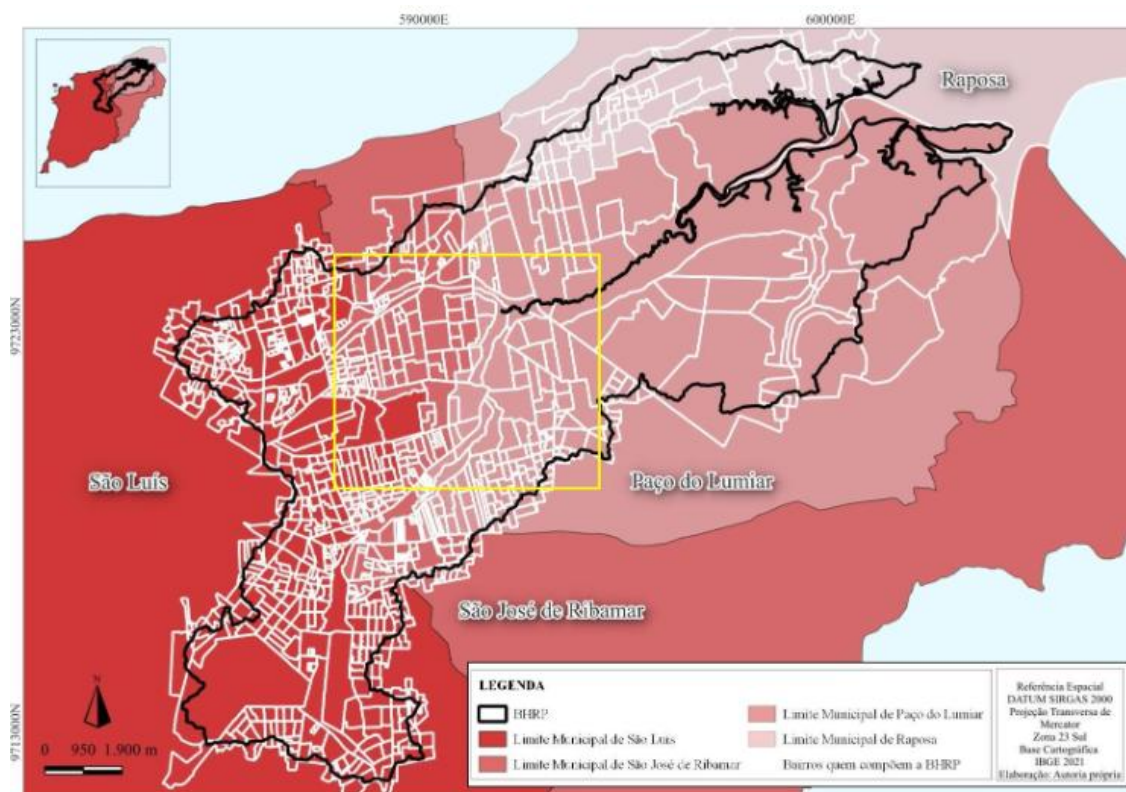 590000E
600000E
Raposa
9723000N
São Luís
Paço do Lumiar
São José de Ribamar
N
0 950 1.900 m
9713000N
LEGENDA
BHRP
Limite Municipal de São Luis
Limite Municipal de São José de Ribamar
Limite Municipal de Paço do Lumiar
Limite Municipal de Raposa
Bairros quem compõem a BHRP
Referência Espacial
DATUM SIRGAS 2000
Projeção Transversa de
Mercator
Zona 23 Sul
Base Cartográfica
IBGE 2021
Elaboração: Autoria própria